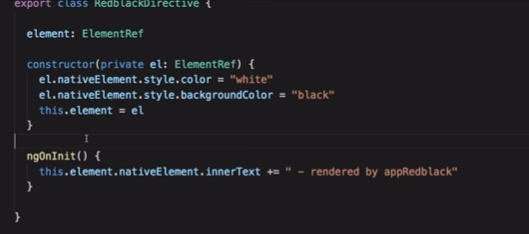 export class RedblackDirective {
element: ElementRef
constructor(private el: ElementRef) {
el.nativeElement.style.color = "white"
el.nativeElement.style.backgroundColor = "black"
this.element = el
}
ngOnInit() {
this.element.nativeElement.innerText += " - rendered by appRedblack"
}
}